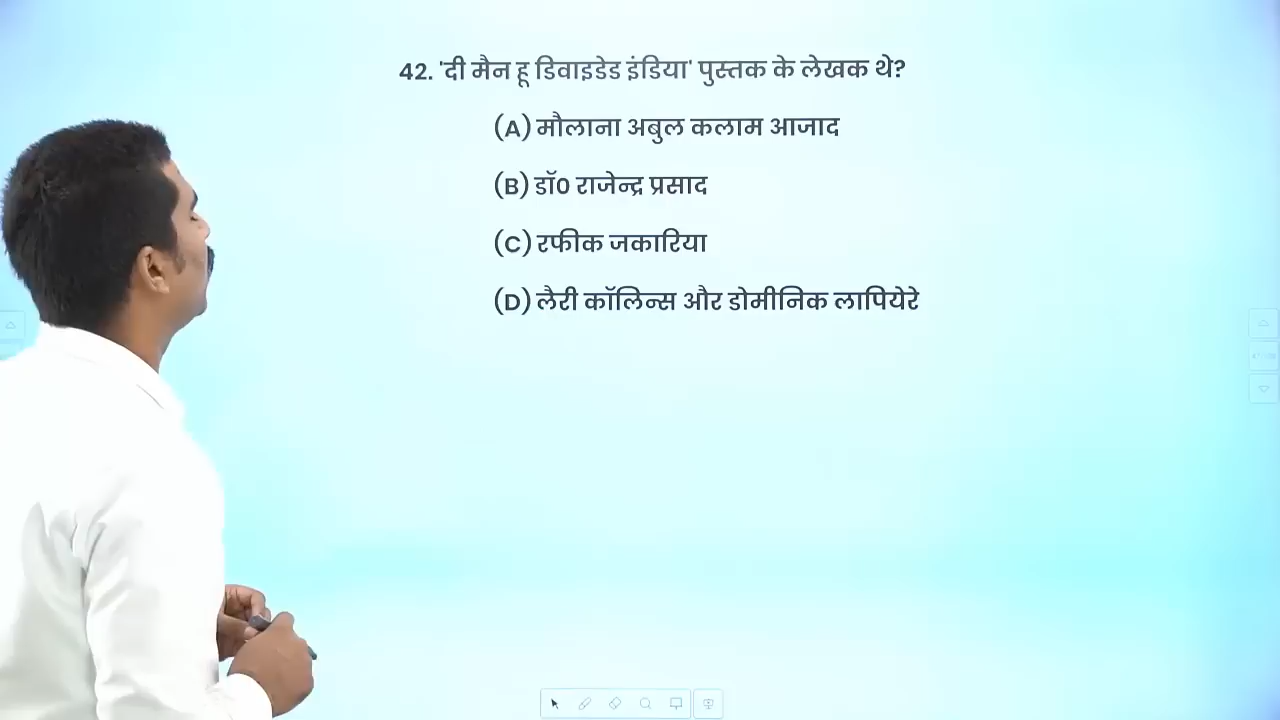 42. 'दी मैन हू डिवाइडेड इंडिया' पुस्तक के लेखक थे?
(A) मौलाना अबुल कलाम आजाद
(B) डॉ0 राजेन्द्र प्रसाद
(C) रफीक जकारिया
(D) लैरी कॉलिन्स और डोमीनिक लापियेरे